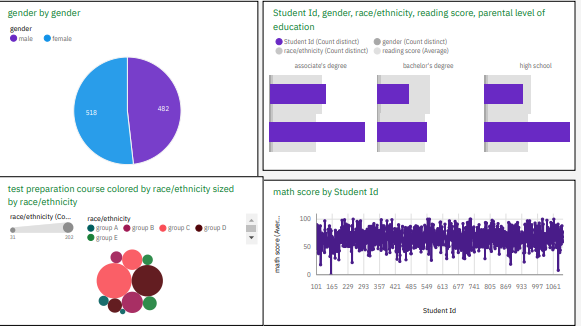 gender by gender
gender
male female
518
482
Student Id, gender, race/ethnicity, reading score, parental level of
education
Student Id (Count distinct) gender (Count distinct)
race/ethnicity (Count distinct) reading score (Average)
associate's degree bachelor's degree high school
test preparation course colored by race/ethnicity sized
by race/ethnicity
race/ethnicity (Co...
31 202
race/ethnicity
group A group B group C group D
group E
math score by Student Id
math score (Aver...
100
50
0
101 165 229 293 357 421 485 549 613 677 741 805 869 933 997 1061
Student Id